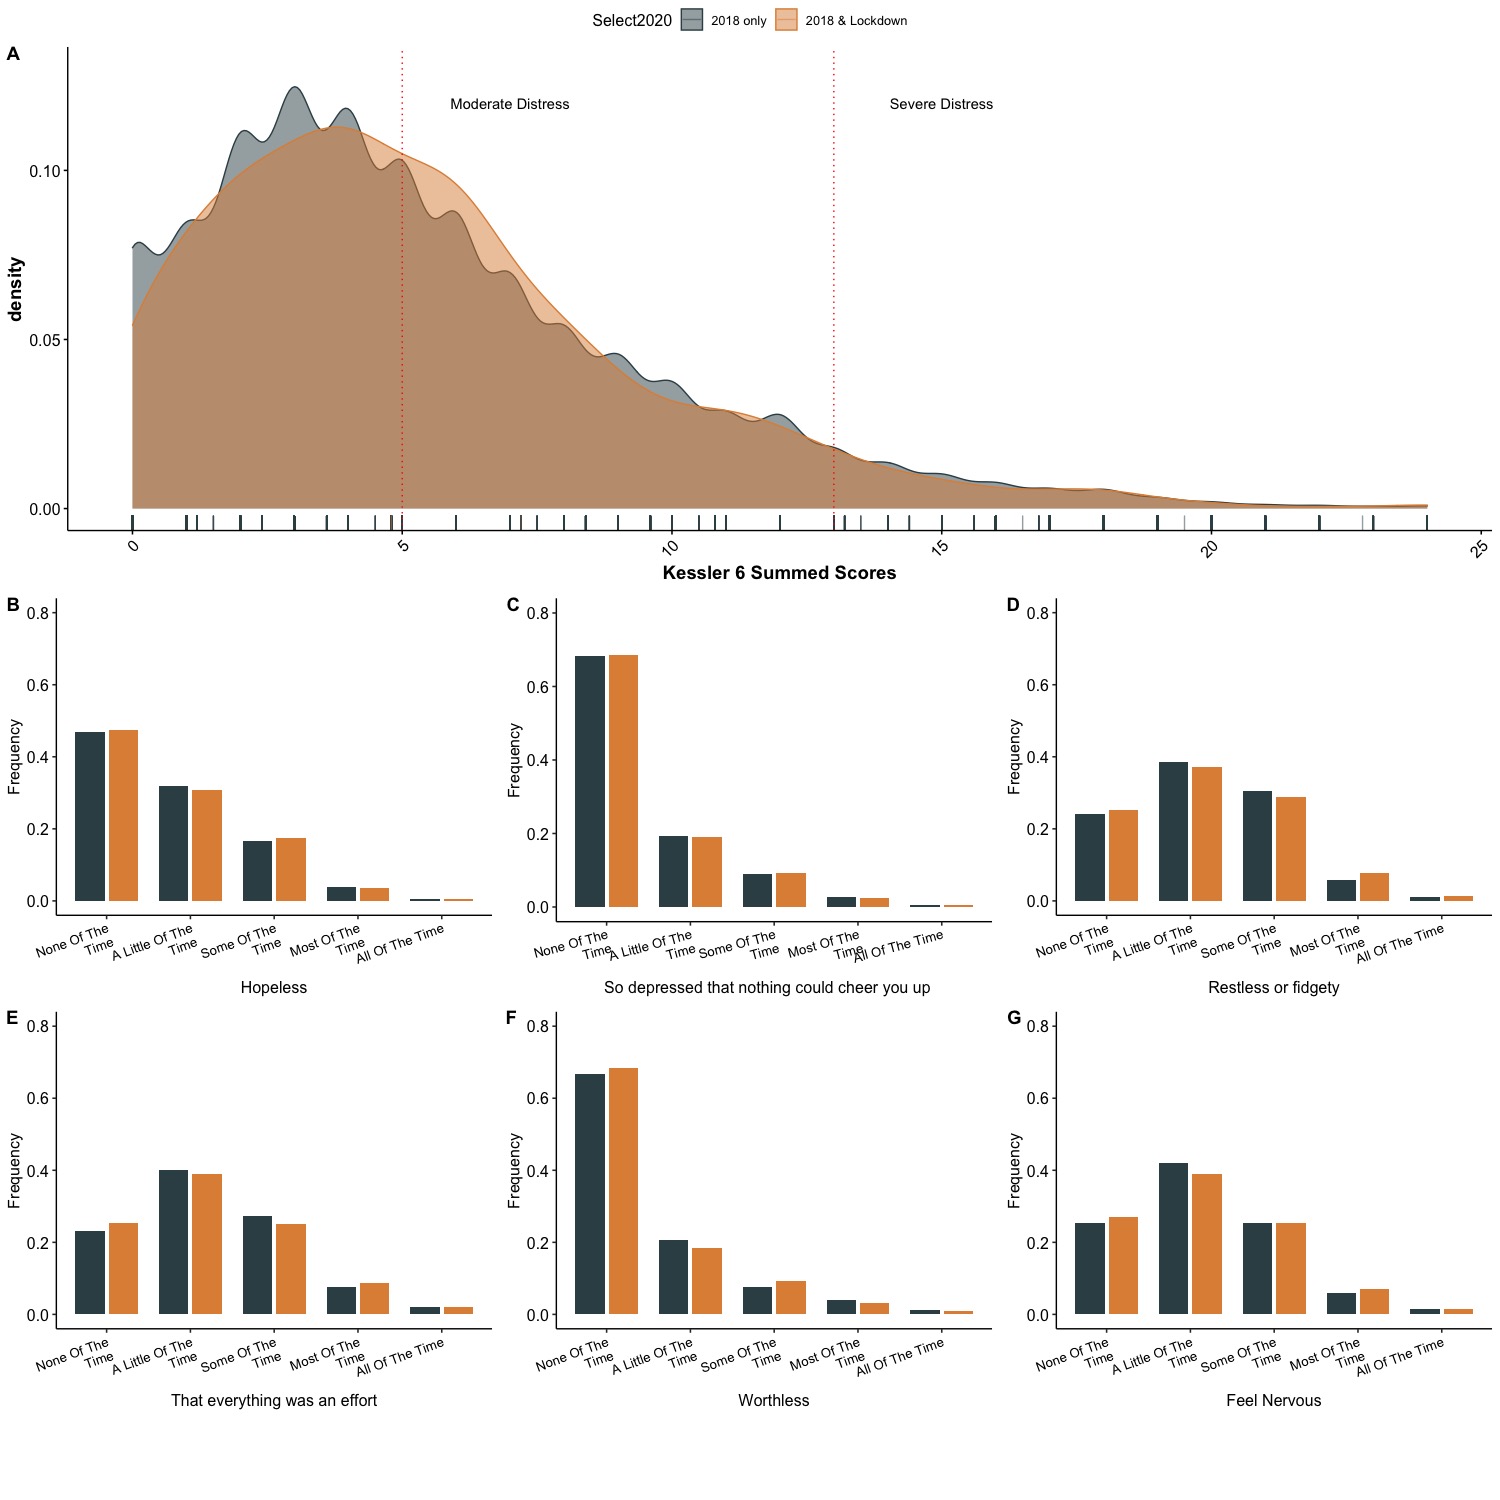 Select2020 2018 only 2018 & Lockdown
A
Moderate Distress Severe Distress
density
0.10
0.05
0.00
0 5 10 15 20 25
Kessler 6 Summed Scores
B
Frequency
0.8
0.6
0.4
0.2
0.0
None Of The
Time
A Little Of The
Time
Some Of The
Time
Most Of The
Time
All Of The Time
Hopeless
C
Frequency
0.8
0.6
0.4
0.2
0.0
None Of The
Time
A Little Of The
Time
Some Of The
Time
Most Of The
Time
All Of The Time
So depressed that nothing could cheer you up
D
Frequency
0.8
0.6
0.4
0.2
0.0
None Of The
Time
A Little Of The
Time
Some Of The
Time
Most Of The
Time
All Of The Time
Restless or fidgety
E
Frequency
0.8
0.6
0.4
0.2
0.0
None Of The
Time
A Little Of The
Time
Some Of The
Time
Most Of The
Time
All Of The Time
That everything was an effort
F
Frequency
0.8
0.6
0.4
0.2
0.0
None Of The
Time
A Little Of The
Time
Some Of The
Time
Most Of The
Time
All Of The Time
Worthless
G
Frequency
0.8
0.6
0.4
0.2
0.0
None Of The
Time
A Little Of The
Time
Some Of The
Time
Most Of The
Time
All Of The Time
Feel Nervous